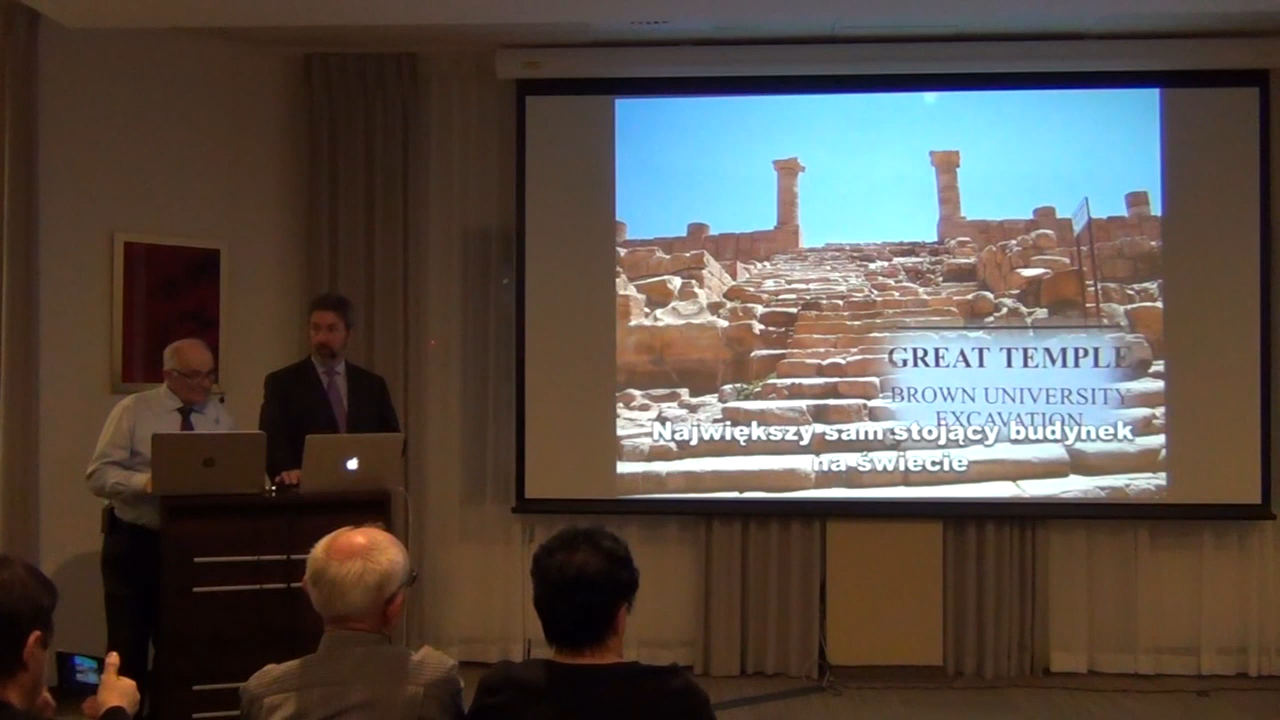 GREAT TEMPLE
BROWN UNIVERSITY
EXCAVATION
Największy sam stojący budynek
na świecie